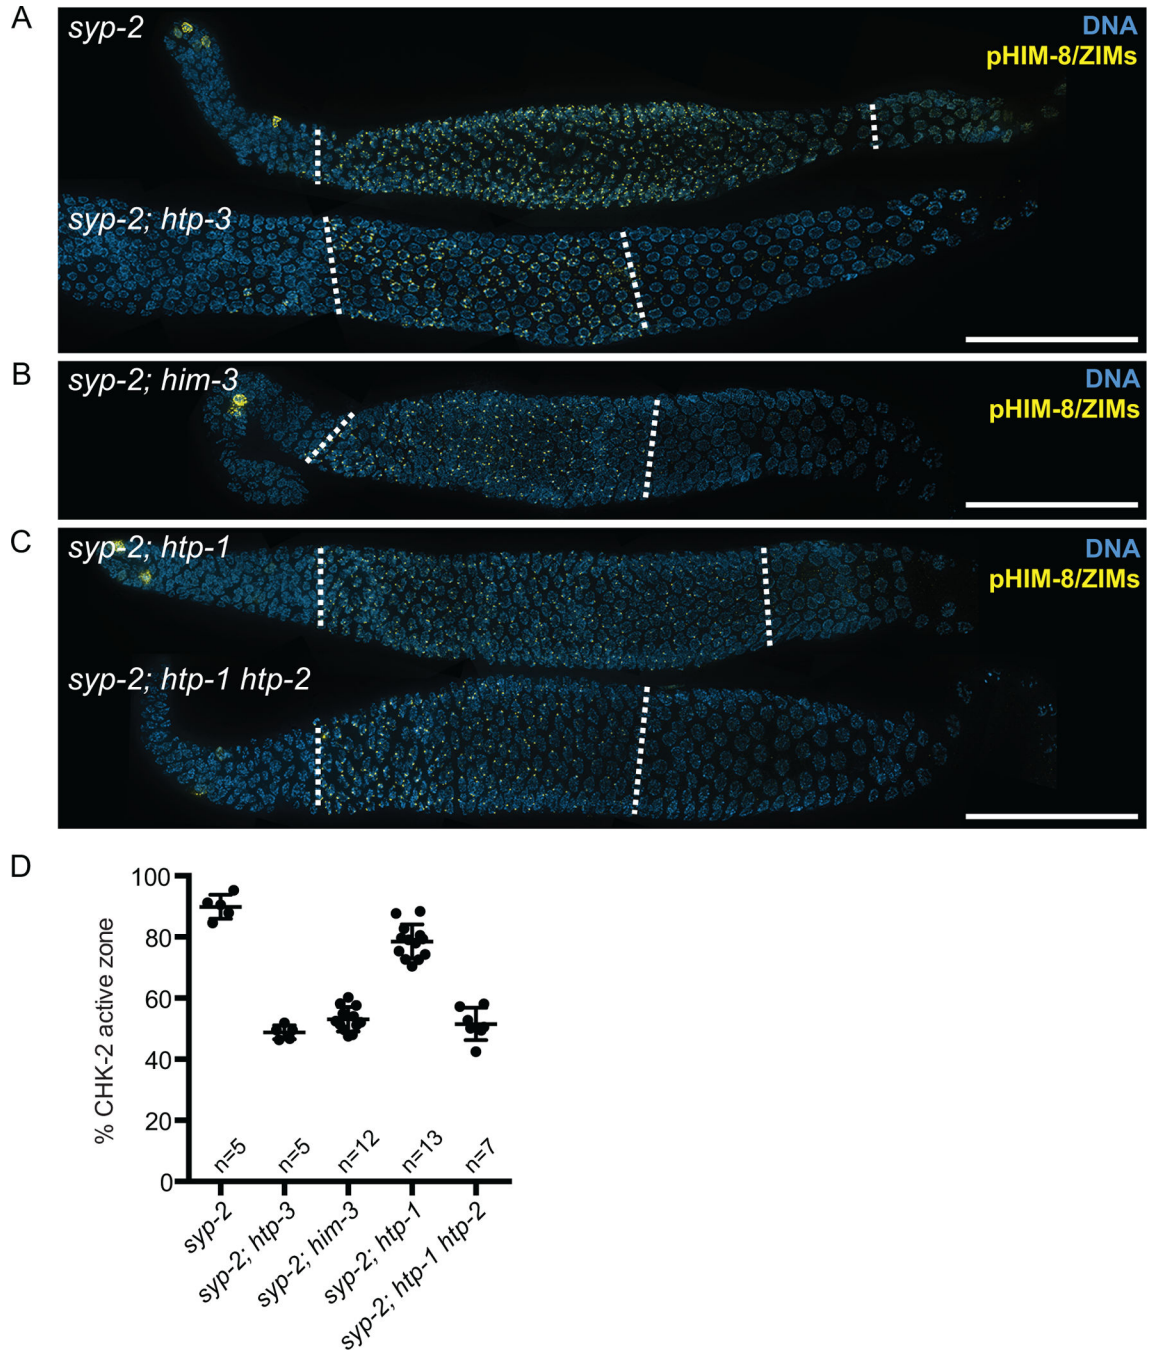 A
syp-2
DNA
pHIM-8/ZIMs
syp-2; htp-3
B
syp-2; him-3
DNA
pHIM-8/ZIMs
C
syp-2; htp-1
DNA
pHIM-8/ZIMs
syp-2; htp-1 htp-2
D
% CHK-2 active zone
100
80
60
40
20
0
n=5
n=5
n=12
n=13
n=7
syp-2
syp-2; htp-3
syp-2; him-3
syp-2; htp-1
syp-2; htp-1 htp-2